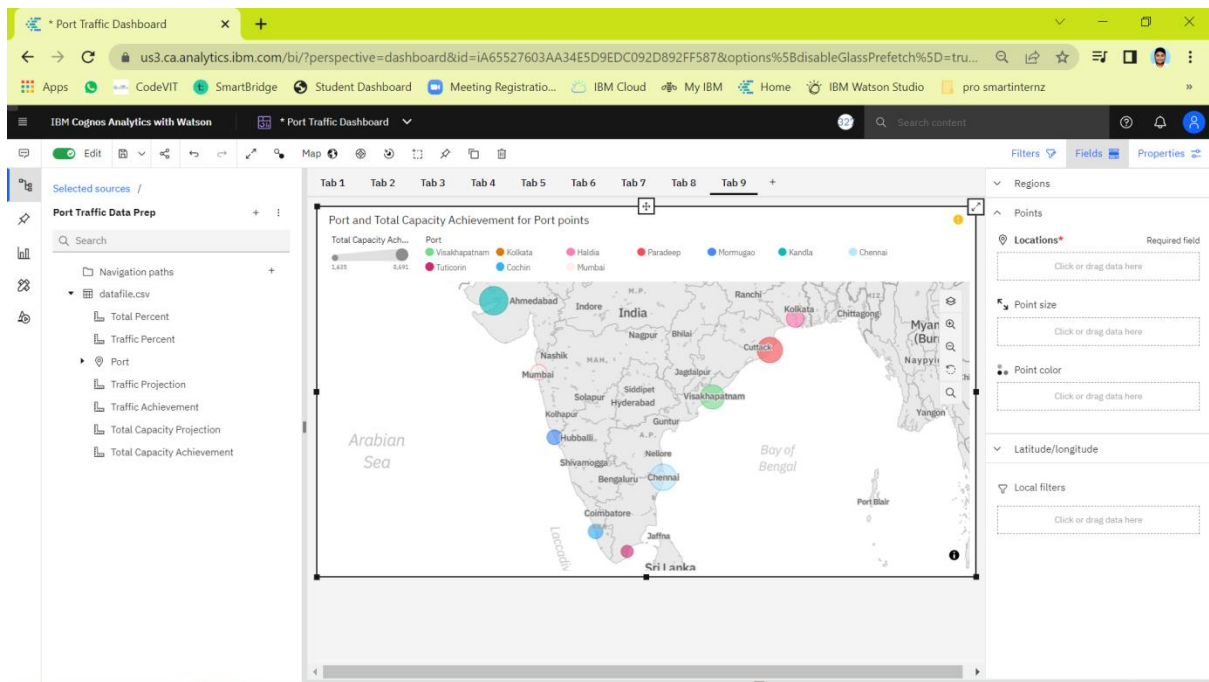 * Port Traffic Dashboard
us3.ca.analytics.ibm.com/bi/?perspective=dashboard&id=iA65527603AA34E5D9EDC092D892FF587&options%5BdisableGlassPrefetch%5D=tru...
Apps CodeVIT SmartBridge Student Dashboard Meeting Registratio... IBM Cloud My IBM Home IBM Watson Studio pro smartinternz »
IBM Cognos Analytics with Watson * Port Traffic Dashboard Search content
Edit Map Filters Fields Properties
Selected sources /
Port Traffic Data Prep
Search
Navigation paths
datafile.csv
Total Percent
Traffic Percent
Port
Traffic Projection
Traffic Achievement
Total Capacity Projection
Total Capacity Achievement
Tab 1 Tab 2 Tab 3 Tab 4 Tab 5 Tab 6 Tab 7 Tab 8 Tab 9 +
Port and Total Capacity Achievement for Port points
Total Capacity Ach... Port
Visakhapatnam Kolkata Haldia Paradeep Mormugao Kandla Chennai
Tuticorin Cochin Mumbai
M.P.
Ranchi
Ahmedabad Indore India Kolkata Chittagong
Nagpur Bhilai
Cuttack
Nashik MAH.
Mumbai Jagdalpur
Siddipet
Solapur Hyderabad Visakhapatnam
Yangon
Kolhapur
Guntur
Arabian
Sea
Hubballi A.P.
Nellore
Bay of
Bengal
Shivamogga
Bengaluru Chennai
Port Blair
Coimbatore
Jaffna
Laccadiv
Sri Lanka
Regions
Points
Locations* Required field
Click or drag data here
Point size
Click or drag data here
Point color
Click or drag data here
Latitude/longitude
Local filters
Click or drag data here